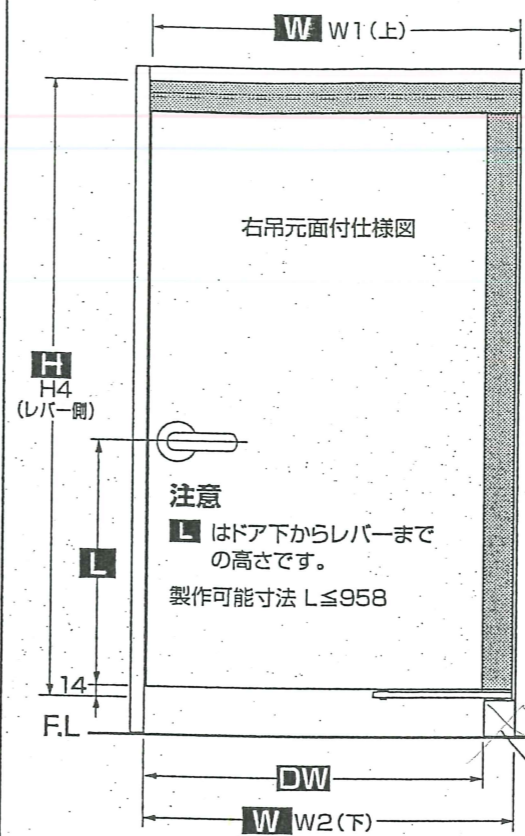 W W1(上)
右吊元面付仕様図
H
H4
(レバー側)
注意
L はドア下からレバーまで
の高さです。
製作可能寸法 L≦958
L
14
F.L
DW
W W2(下)